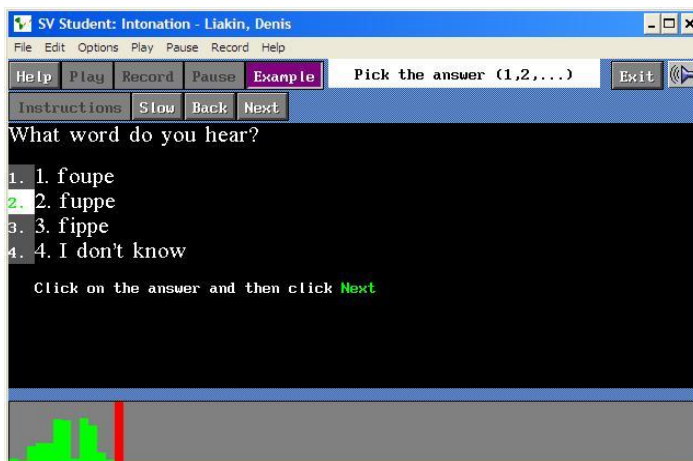 SV Student: Intonation - Liakin, Denis
File Edit Options Play Pause Record Help
Help Play Record Pause Example Pick the answer (1,2,...) Exit
Instructions Slow Back Next
What word do you hear?
1. 1. foupe
2. 2. fuppe
3. 3. fippe
4. 4. I don't know
Click on the answer and then click Next